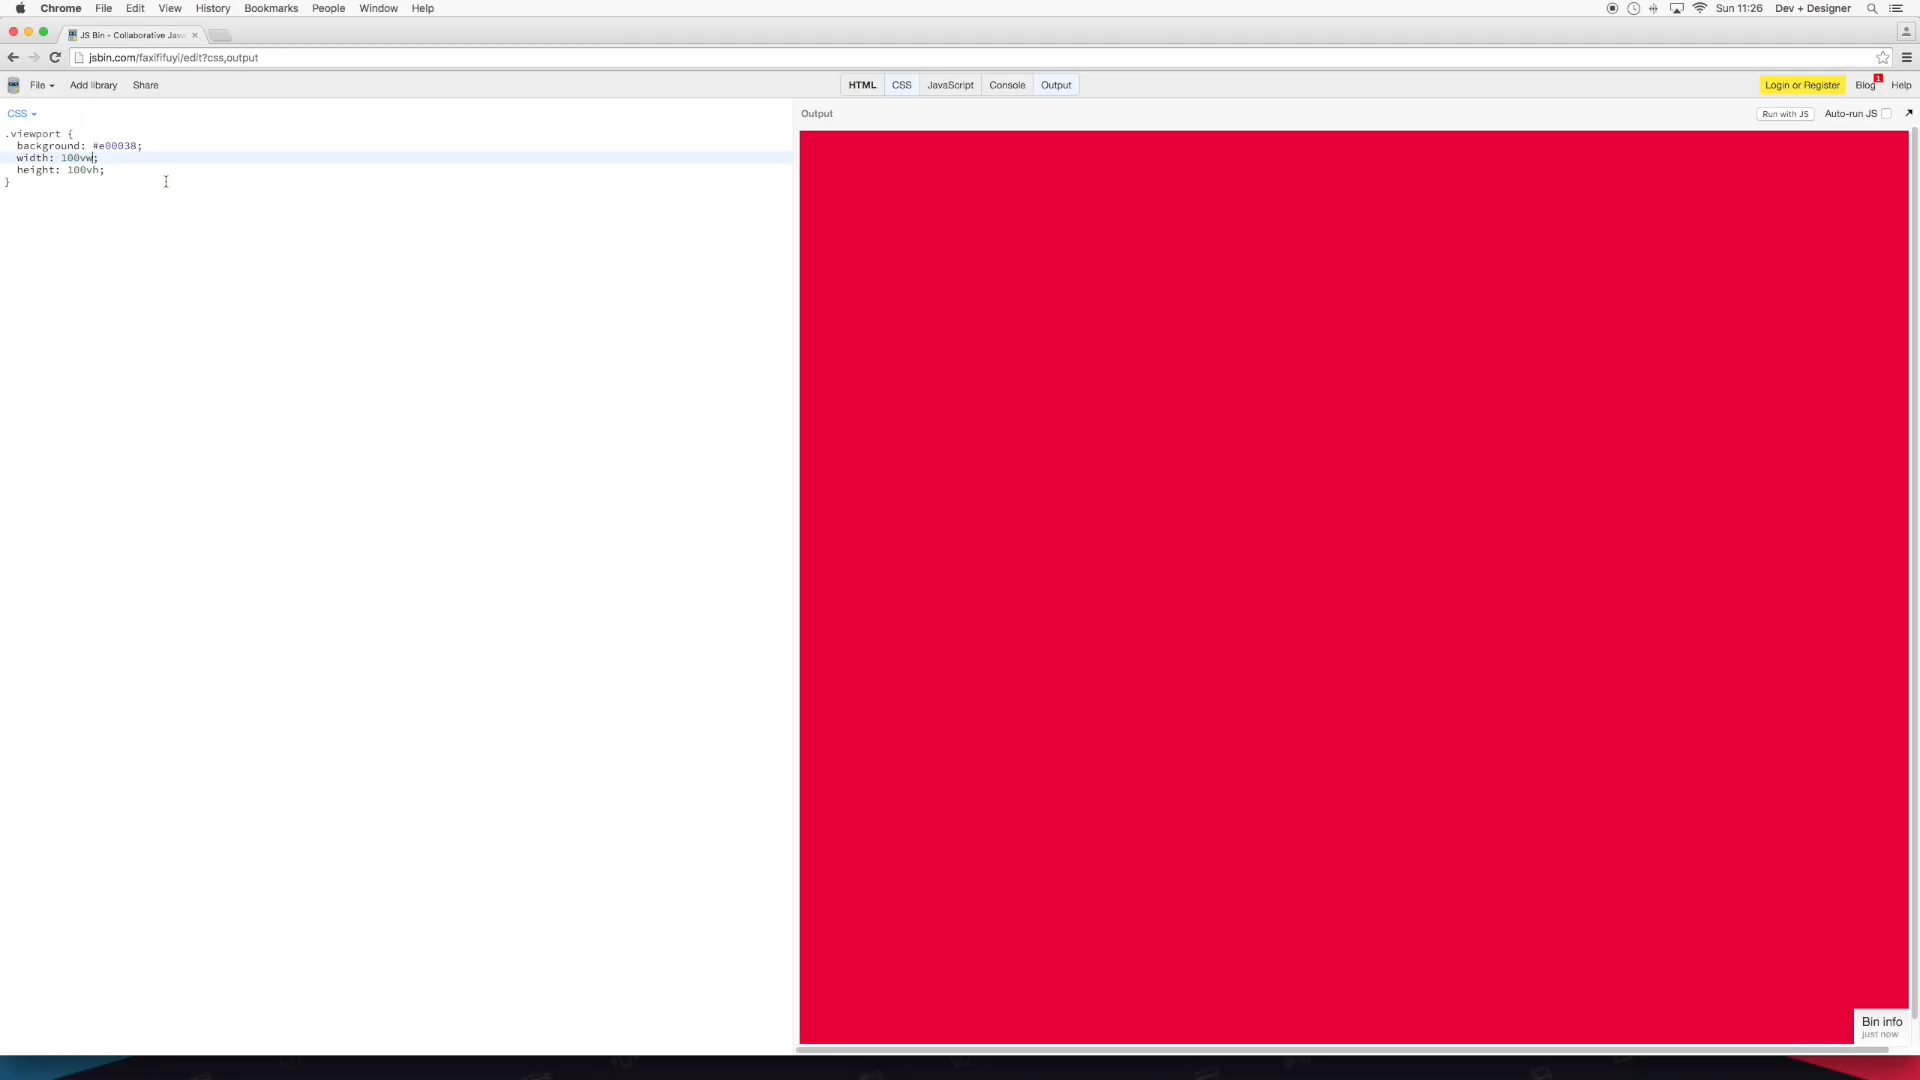 Chrome File Edit View History Bookmarks People Window Help Sun 11:26 Dev + Designer
JS Bin - Collaborative Java
jsbin.com/faxififuyi/edit?css,output
File Add library Share HTML CSS JavaScript Console Output Login or Register Blog 1 Help
CSS Output Run with JS Auto-run JS
.viewport {
background: #e00038;
width: 100vw;
height: 100vh;
}
Bin info
just now